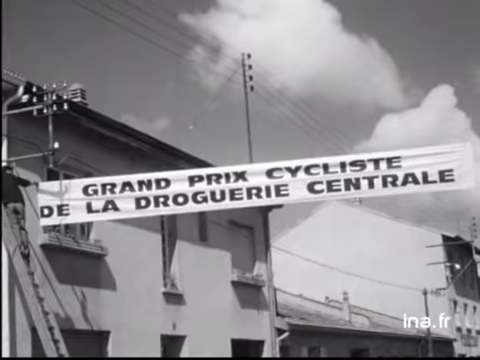 GRAND PRIX CYCLISTE
DE LA DROGUERIE CENTRALE
ina.fr